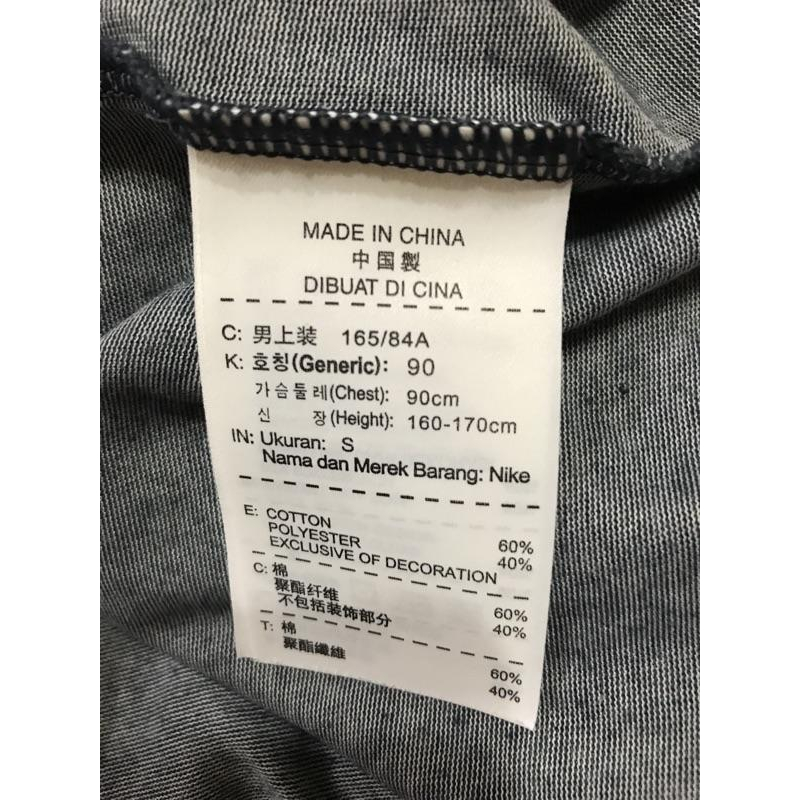 MADE IN CHINA
中国製
DIBUAT DI CINA
C: 男上装 165/84A
K: 호칭(Generic): 90
가슴둘레(Chest): 90cm
신 장(Height): 160-170cm
IN: Ukuran: S
Nama dan Merek Barang: Nike
E: COTTON 60%
POLYESTER 40%
EXCLUSIVE OF DECORATION
C: 棉 60%
聚酯纤维 40%
不包括装饰部分
T: 棉 60%
聚酯纖維 40%